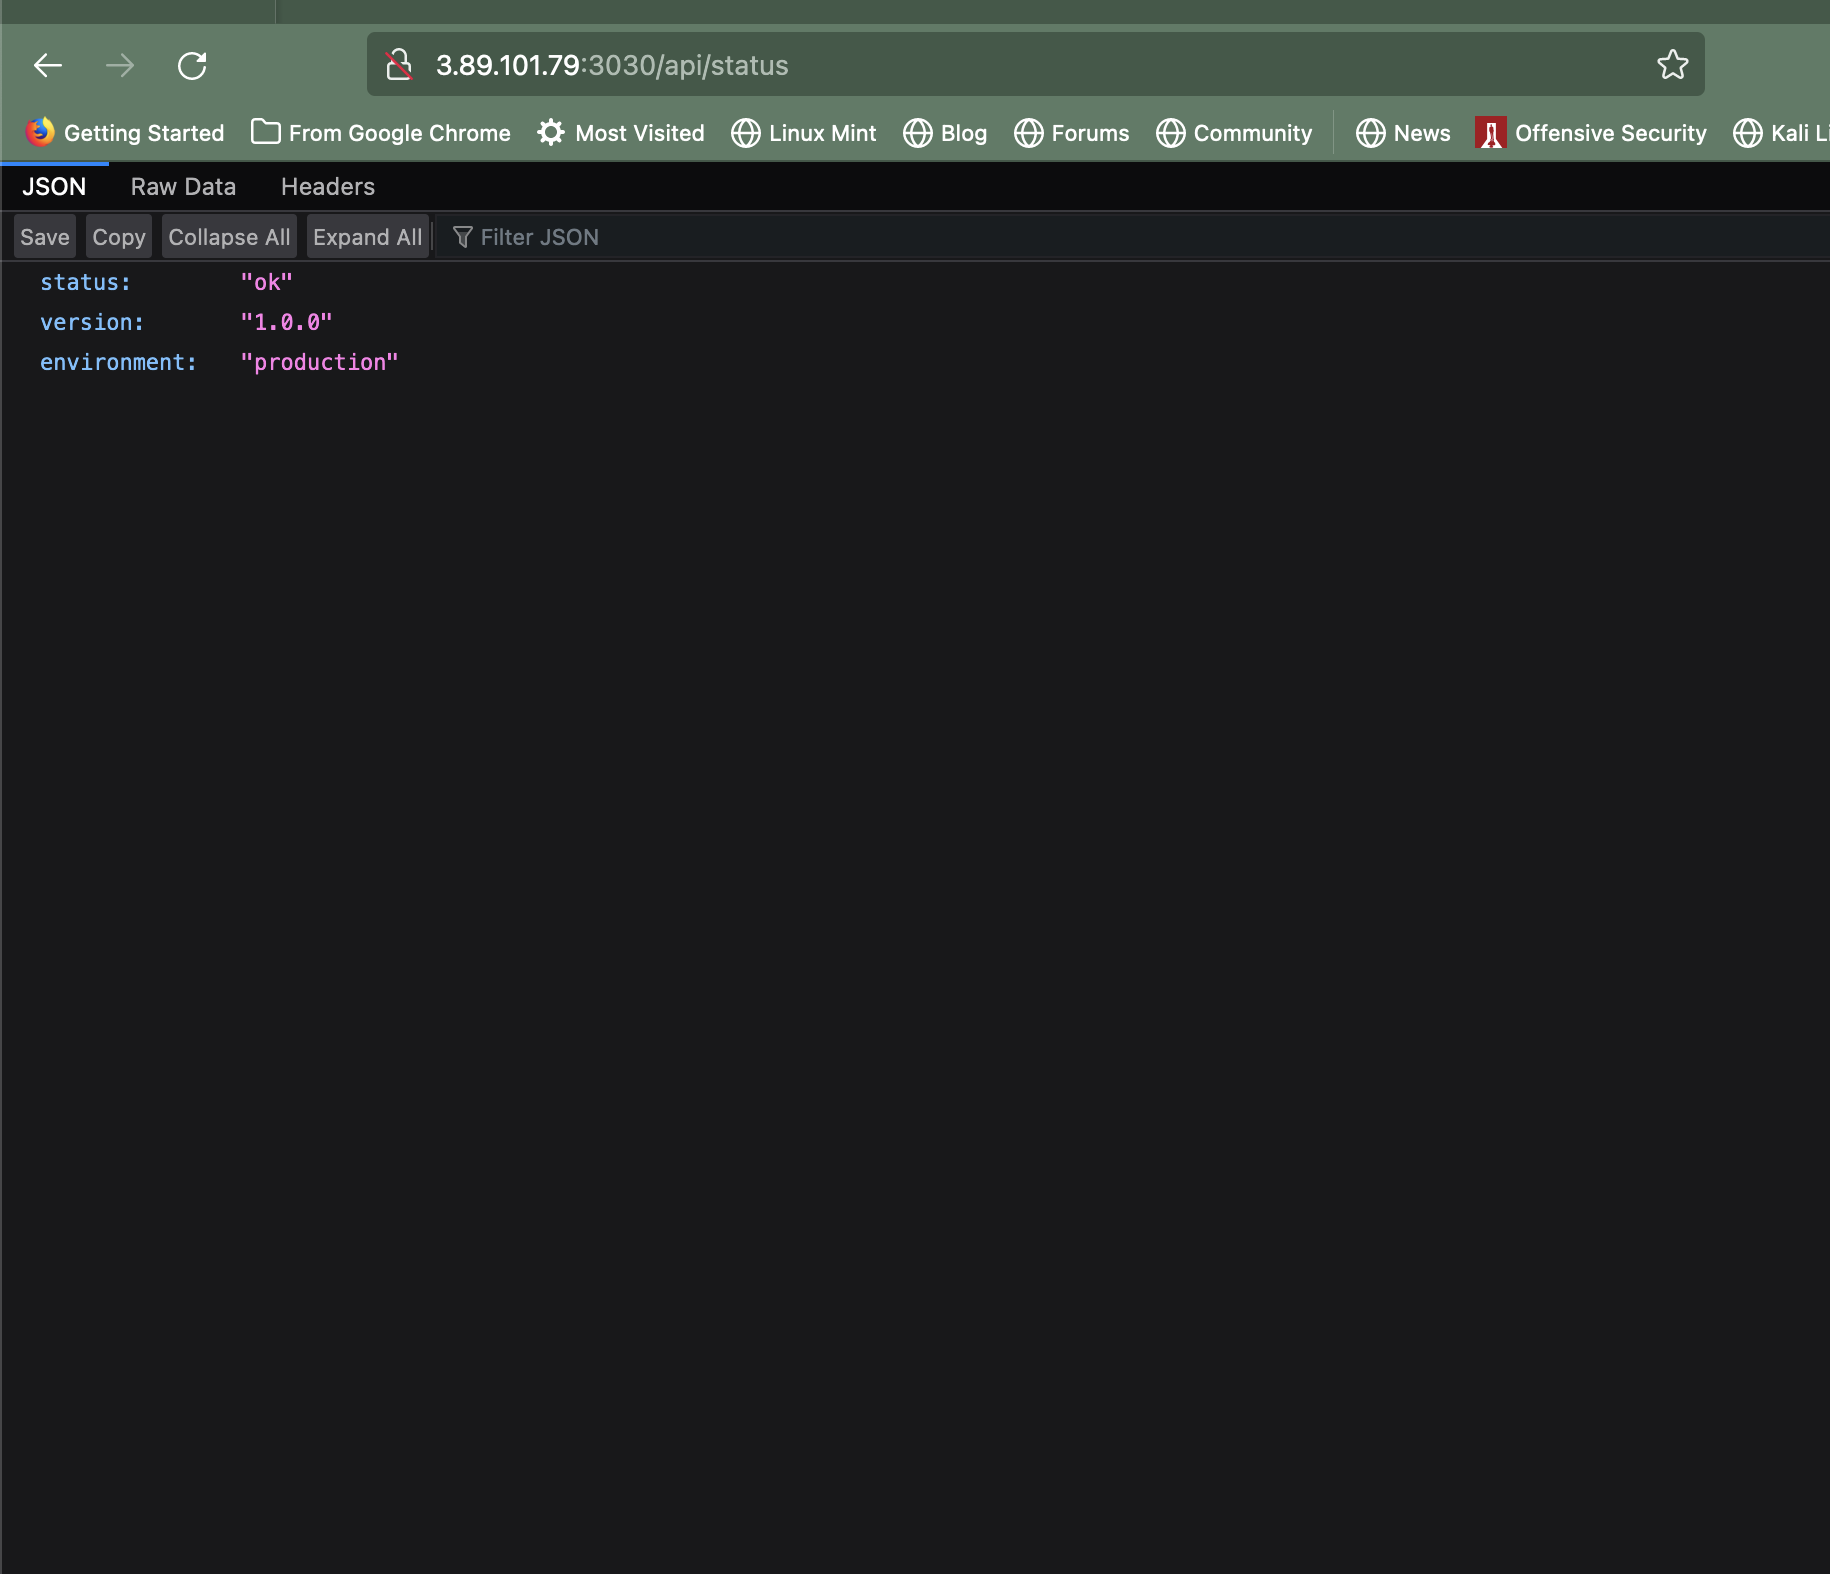 3.89.101.79:3030/api/status
Getting Started From Google Chrome Most Visited Linux Mint Blog Forums Community News Offensive Security Kali Li
JSON Raw Data Headers
Save Copy Collapse All Expand All Filter JSON
status: "ok"
version: "1.0.0"
environment: "production"